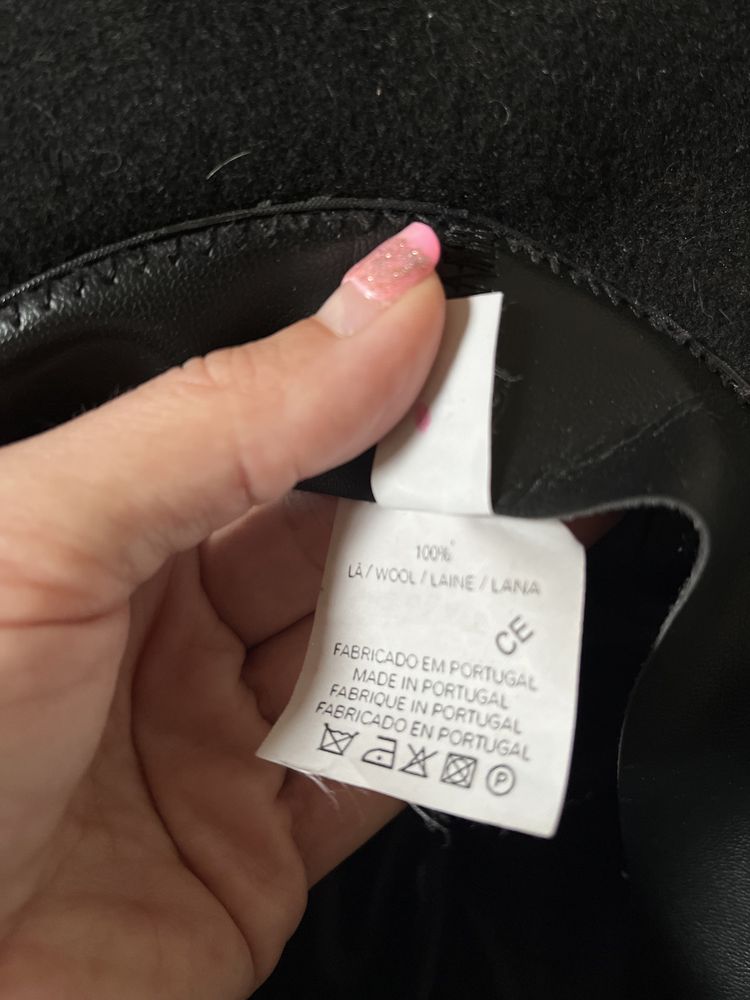 100%
LÃ / WOOL / LAINE / LANA
CE
FABRICADO EM PORTUGAL
MADE IN PORTUGAL
FABRIQUE IN PORTUGAL
FABRICADO EN PORTUGAL
P